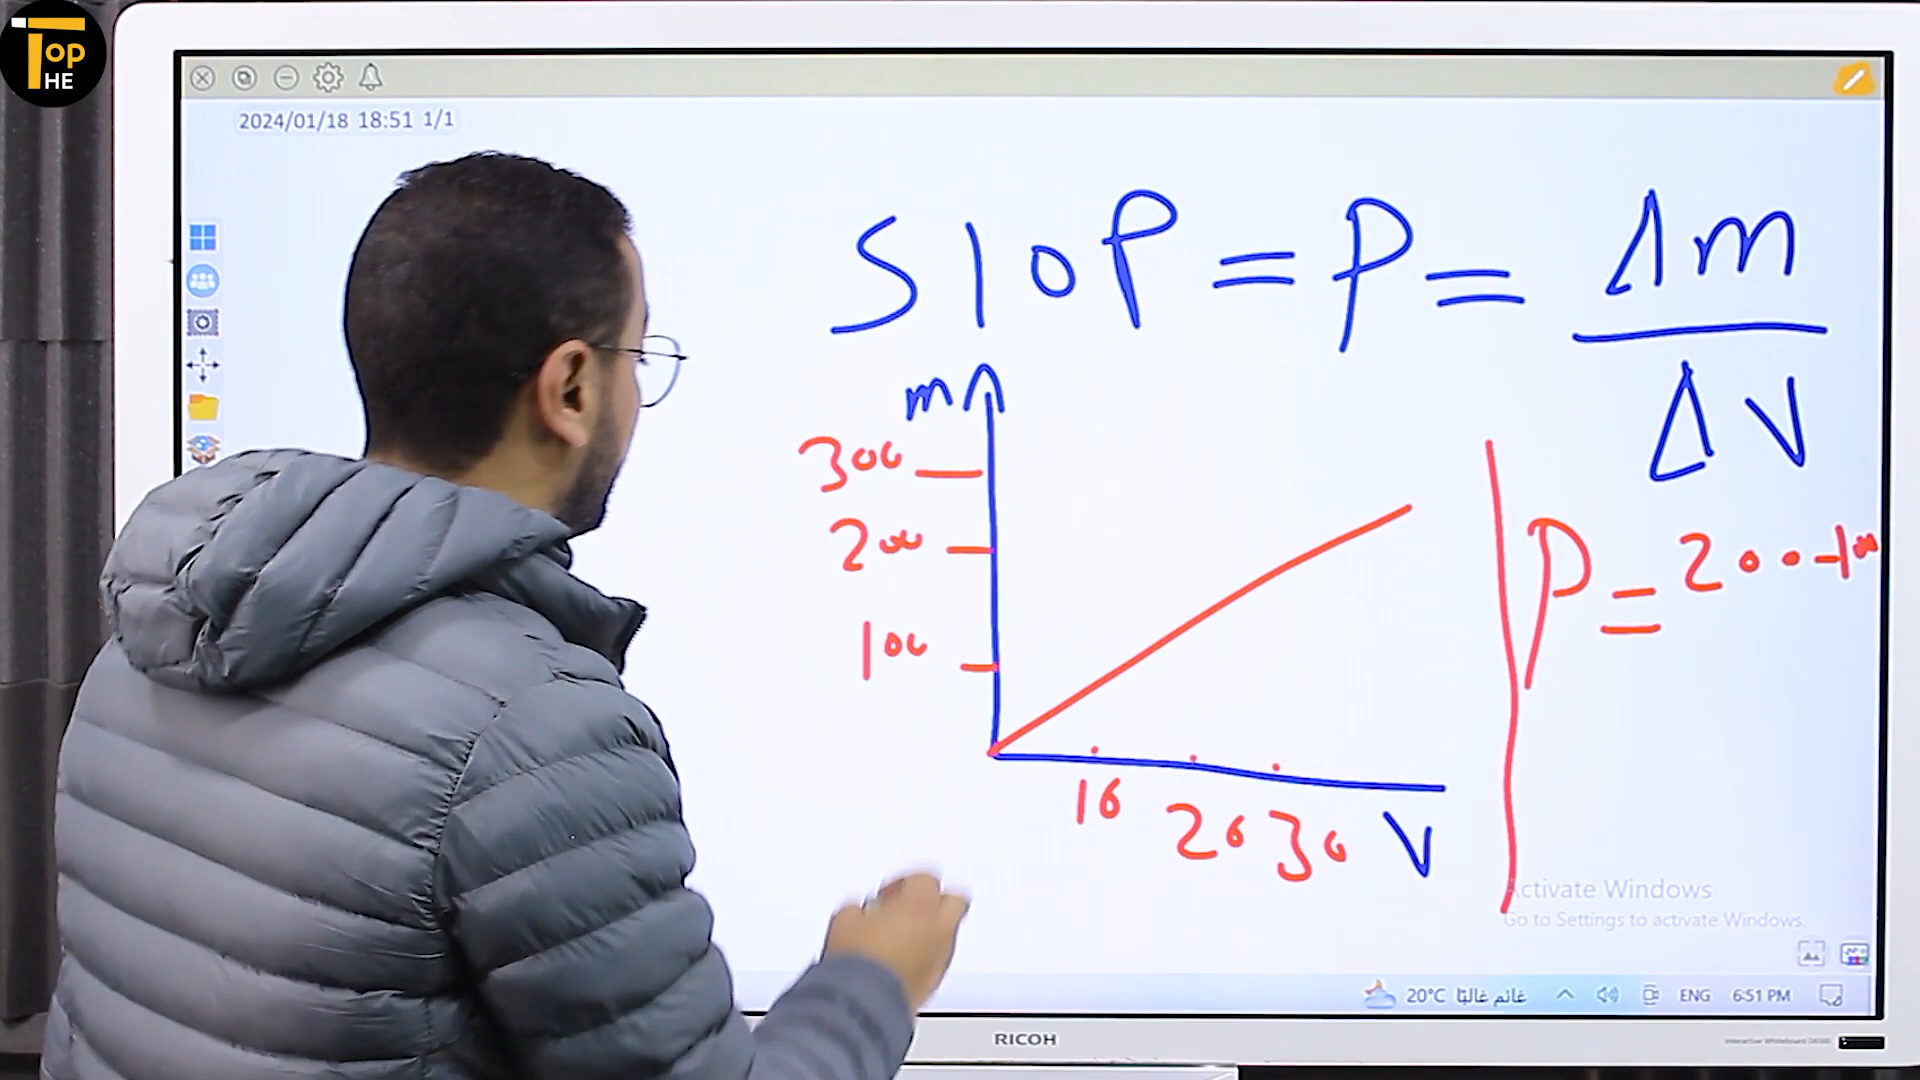 Top
THE
2024/01/18 18:51 1/1
SloP = P = Δm
ΔV
m
300
200
100
10 20 30 V
P = 200-100
Activate Windows
Go to Settings to activate Windows.
20°C غائم غالبًا ENG 6:51 PM
RICOH